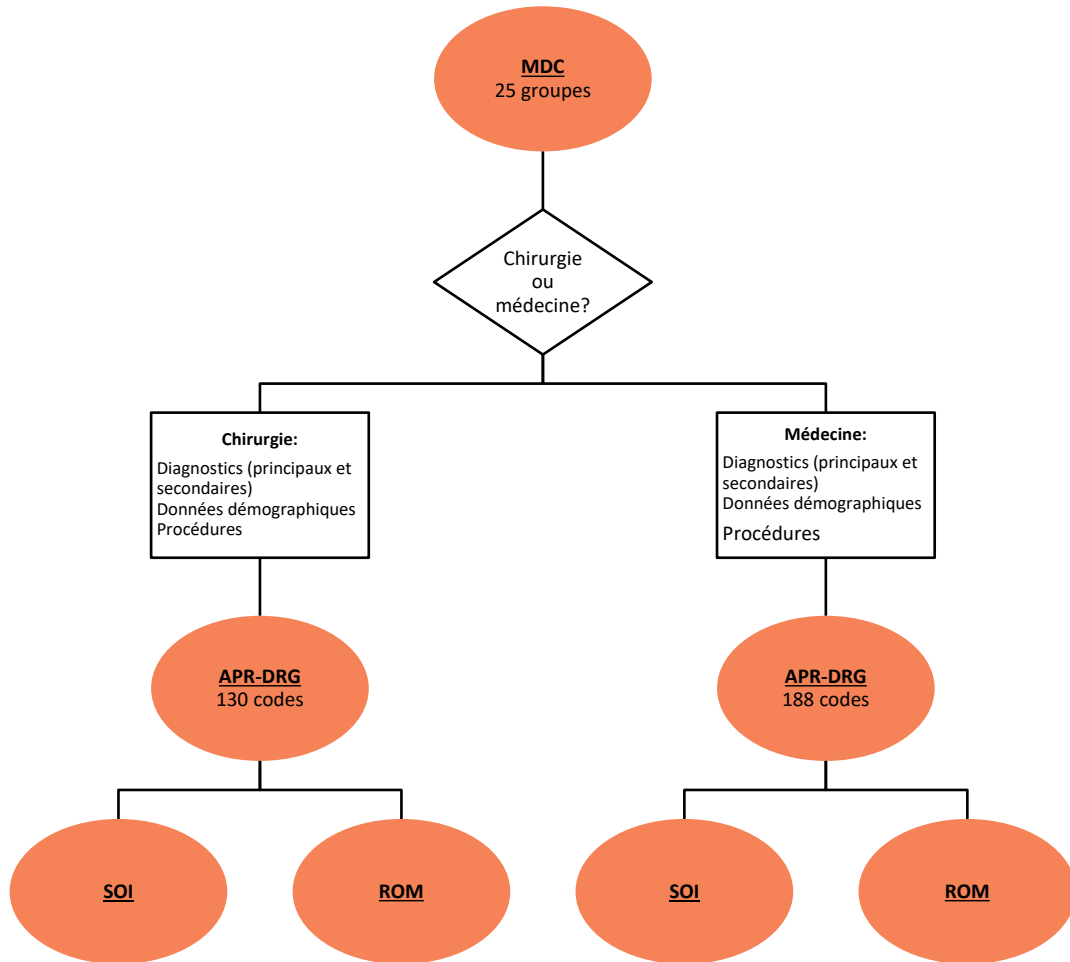 MDC
25 groupes
Chirurgie
ou
médecine?
Chirurgie:
Diagnostics (principaux et
secondaires)
Données démographiques
Procédures
Médecine:
Diagnostics (principaux et
secondaires)
Données démographiques
Procédures
APR-DRG
130 codes
APR-DRG
188 codes
SOI
ROM
SOI
ROM